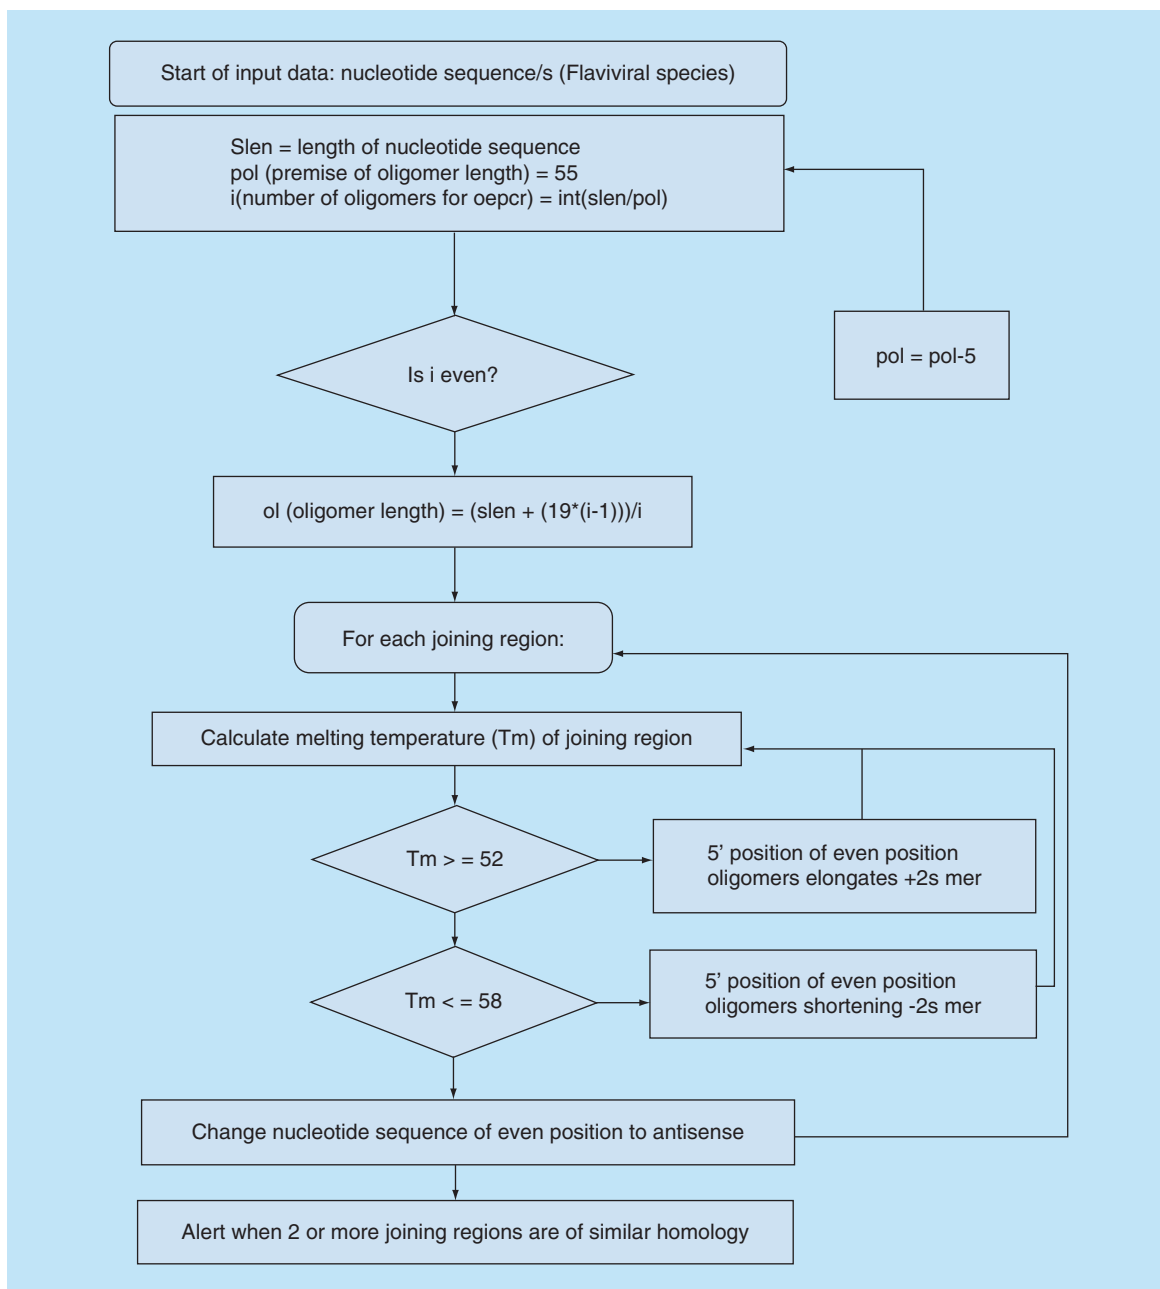 Start of input data: nucleotide sequence/s (Flaviviral species)
Slen = length of nucleotide sequence
pol (premise of oligomer length) = 55
i(number of oligomers for oepcr) = int(slen/pol)
Is i even?
pol = pol-5
ol (oligomer length) = (slen + (19*(i-1)))/i
For each joining region:
Calculate melting temperature (Tm) of joining region
Tm > = 52
5’ position of even position
oligomers elongates +2s mer
Tm < = 58
5’ position of even position
oligomers shortening -2s mer
Change nucleotide sequence of even position to antisense
Alert when 2 or more joining regions are of similar homology